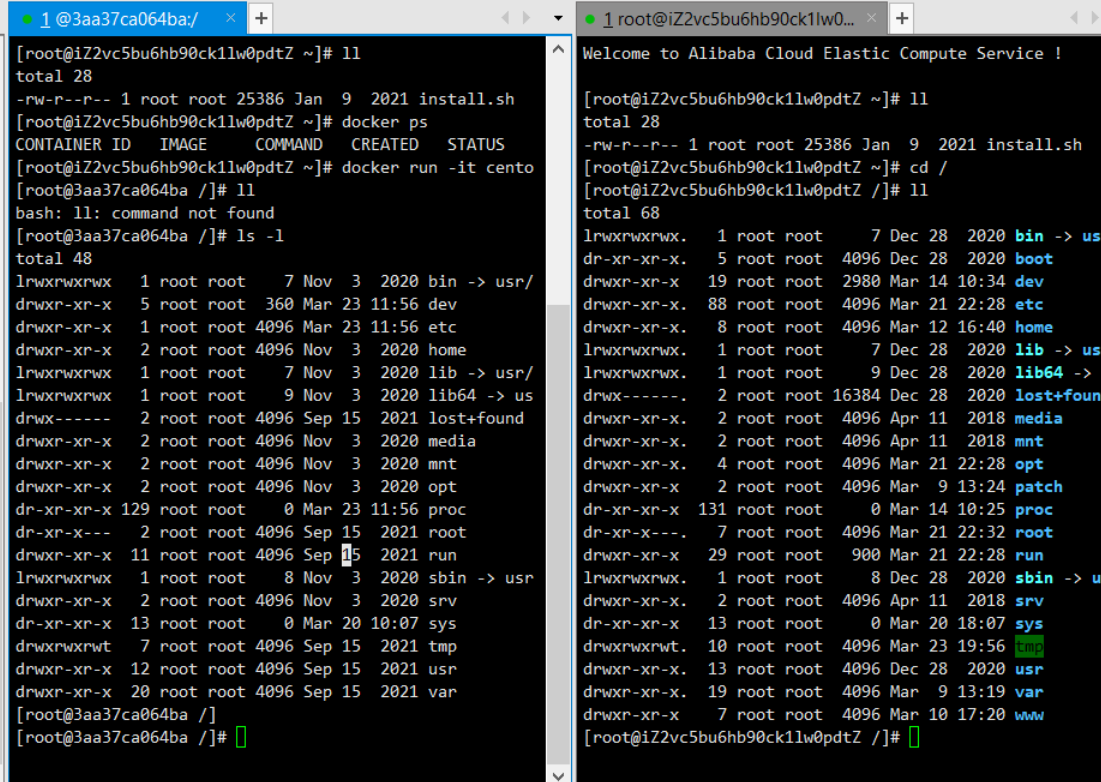 1 @3aa37ca064ba:/ × +
[root@iZ2vc5bu6hb90ck1lw0pdtZ ~]# ll
total 28
-rw-r--r-- 1 root root 25386 Jan  9  2021 install.sh
[root@iZ2vc5bu6hb90ck1lw0pdtZ ~]# docker ps
CONTAINER ID   IMAGE     COMMAND   CREATED   STATUS
[root@iZ2vc5bu6hb90ck1lw0pdtZ ~]# docker run -it cento
[root@3aa37ca064ba /]# ll
bash: ll: command not found
[root@3aa37ca064ba /]# ls -l
total 48
lrwxrwxrwx   1 root root    7 Nov  3  2020 bin -> usr/
drwxr-xr-x   5 root root  360 Mar 23 11:56 dev
drwxr-xr-x   1 root root 4096 Mar 23 11:56 etc
drwxr-xr-x   2 root root 4096 Nov  3  2020 home
lrwxrwxrwx   1 root root    7 Nov  3  2020 lib -> usr/
lrwxrwxrwx   1 root root    9 Nov  3  2020 lib64 -> us
drwx------   2 root root 4096 Sep 15  2021 lost+found
drwxr-xr-x   2 root root 4096 Nov  3  2020 media
drwxr-xr-x   2 root root 4096 Nov  3  2020 mnt
drwxr-xr-x   2 root root 4096 Nov  3  2020 opt
dr-xr-xr-x 129 root root    0 Mar 23 11:56 proc
dr-xr-x---   2 root root 4096 Sep 15  2021 root
drwxr-xr-x  11 root root 4096 Sep 15  2021 run
lrwxrwxrwx   1 root root    8 Nov  3  2020 sbin -> usr
drwxr-xr-x   2 root root 4096 Nov  3  2020 srv
dr-xr-xr-x  13 root root    0 Mar 20 10:07 sys
drwxrwxrwt   7 root root 4096 Sep 15  2021 tmp
drwxr-xr-x  12 root root 4096 Sep 15  2021 usr
drwxr-xr-x  20 root root 4096 Sep 15  2021 var
[root@3aa37ca064ba /]
[root@3aa37ca064ba /]#
1 root@iZ2vc5bu6hb90ck1lw0... × +
Welcome to Alibaba Cloud Elastic Compute Service !
[root@iZ2vc5bu6hb90ck1lw0pdtZ ~]# ll
total 28
-rw-r--r-- 1 root root 25386 Jan  9  2021 install.sh
[root@iZ2vc5bu6hb90ck1lw0pdtZ ~]# cd /
[root@iZ2vc5bu6hb90ck1lw0pdtZ /]# ll
total 68
lrwxrwxrwx.   1 root root     7 Dec 28  2020 bin -> us
dr-xr-xr-x.   5 root root  4096 Dec 28  2020 boot
drwxr-xr-x   19 root root  2980 Mar 14 10:34 dev
drwxr-xr-x.  88 root root  4096 Mar 21 22:28 etc
drwxr-xr-x.   8 root root  4096 Mar 12 16:40 home
lrwxrwxrwx.   1 root root     7 Dec 28  2020 lib -> us
lrwxrwxrwx.   1 root root     9 Dec 28  2020 lib64 ->
drwx------.   2 root root 16384 Dec 28  2020 lost+foun
drwxr-xr-x.   2 root root  4096 Apr 11  2018 media
drwxr-xr-x.   2 root root  4096 Apr 11  2018 mnt
drwxr-xr-x.   4 root root  4096 Mar 21 22:28 opt
drwxr-xr-x    2 root root  4096 Mar  9 13:24 patch
dr-xr-xr-x  131 root root     0 Mar 14 10:25 proc
dr-xr-x---.   7 root root  4096 Mar 21 22:32 root
drwxr-xr-x   29 root root   900 Mar 21 22:28 run
lrwxrwxrwx.   1 root root     8 Dec 28  2020 sbin -> u
drwxr-xr-x.   2 root root  4096 Apr 11  2018 srv
dr-xr-xr-x   13 root root     0 Mar 20 18:07 sys
drwxrwxrwt.  10 root root  4096 Mar 23 19:56 tmp
drwxr-xr-x.  13 root root  4096 Dec 28  2020 usr
drwxr-xr-x.  19 root root  4096 Mar  9 13:19 var
drwxr-xr-x    7 root root  4096 Mar 10 17:20 www
[root@iZ2vc5bu6hb90ck1lw0pdtZ /]#